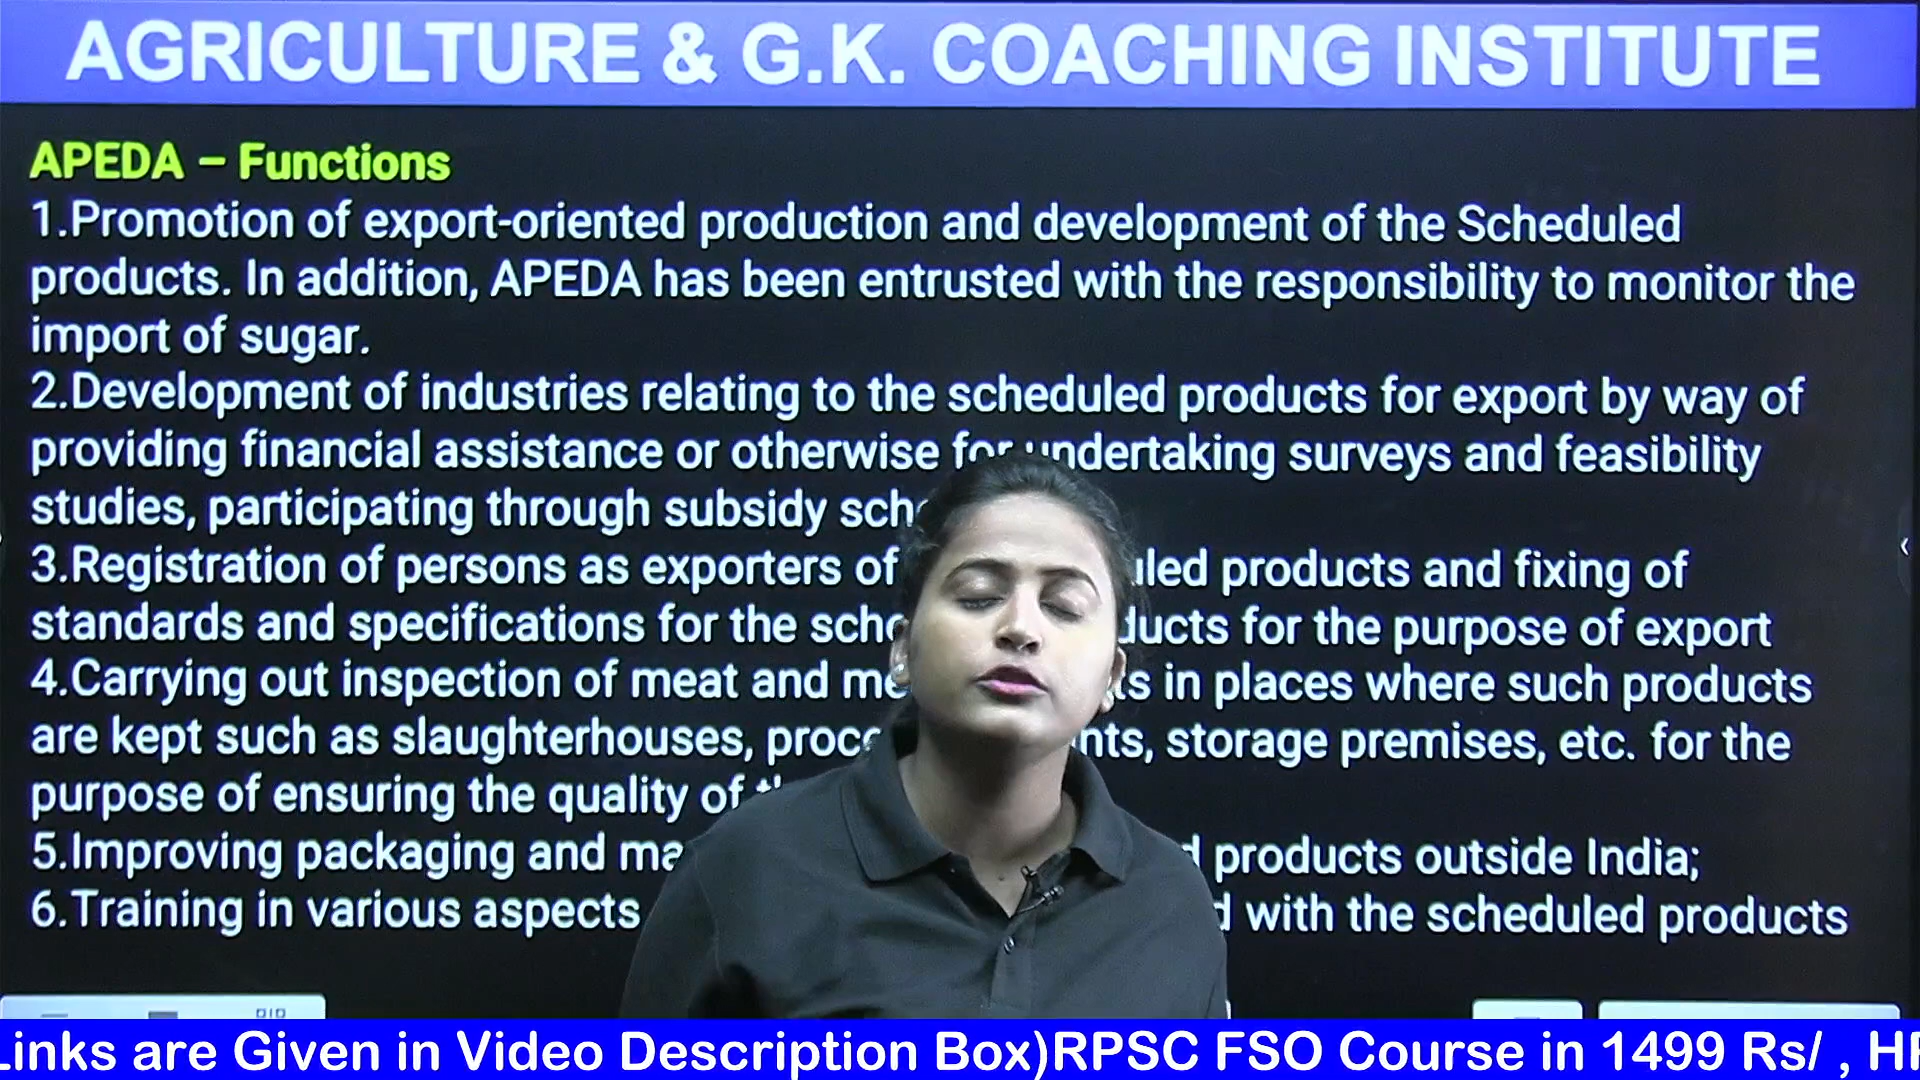 AGRICULTURE & G.K. COACHING INSTITUTE
APEDA – Functions
1.Promotion of export-oriented production and development of the Scheduled
products. In addition, APEDA has been entrusted with the responsibility to monitor the
import of sugar.
2.Development of industries relating to the scheduled products for export by way of
providing financial assistance or otherwise for undertaking surveys and feasibility
studies, participating through subsidy
3.Registration of persons as exporters of products and fixing of
standards and specifications for the for the purpose of export
4.Carrying out inspection of meat and in places where such products
are kept such as slaughterhouses, storage premises, etc. for the
purpose of ensuring the quality of
5.Improving packaging and products outside India;
6.Training in various aspects with the scheduled products
Links are Given in Video Description Box)RPSC FSO Course in 1499 Rs/ ,